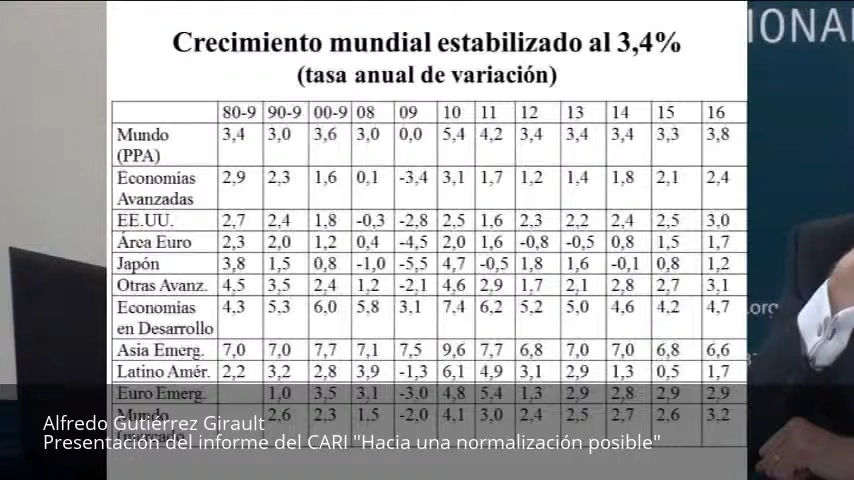 Crecimiento mundial estabilizado al 3,4%
(tasa anual de variación)
IONA
80-9 90-9 00-9 08 09 10 11 12 13 14 15 16
Mundo (PPA) 3,4 3,0 3,6 3,0 0,0 5,4 4,2 3,4 3,4 3,4 3,3 3,8
Economías Avanzadas 2,9 2,3 1,6 0,1 -3,4 3,1 1,7 1,2 1,4 1,8 2,1 2,4
EE.UU. 2,7 2,4 1,8 -0,3 -2,8 2,5 1,6 2,3 2,2 2,4 2,5 3,0
Área Euro 2,3 2,0 1,2 0,4 -4,5 2,0 1,6 -0,8 -0,5 0,8 1,5 1,7
Japón 3,8 1,5 0,8 -1,0 -5,5 4,7 -0,5 1,8 1,6 -0,1 0,8 1,2
Otras Avanz. 4,5 3,5 2,4 1,2 -2,1 4,6 2,9 1,7 2,1 2,8 2,7 3,1
Economías en Desarrollo 4,3 5,3 6,0 5,8 3,1 7,4 6,2 5,2 5,0 4,6 4,2 4,7
.org
Asia Emerg. 7,0 7,0 7,7 7,1 7,5 9,6 7,7 6,8 7,0 7,0 6,8 6,6
Latino Amér. 2,2 3,2 2,8 3,9 -1,3 6,1 4,9 3,1 2,9 1,3 0,5 1,7
Euro Emerg. 1,0 3,5 3,1 -3,0 4,8 5,4 1,3 2,9 2,8 2,9 2,9
Mundo 2,6 2,3 1,5 -2,0 4,1 3,0 2,4 2,5 2,7 2,6 3,2
Alfredo Gutiérrez Girault
Presentación del informe del CARI "Hacia una normalización posible"